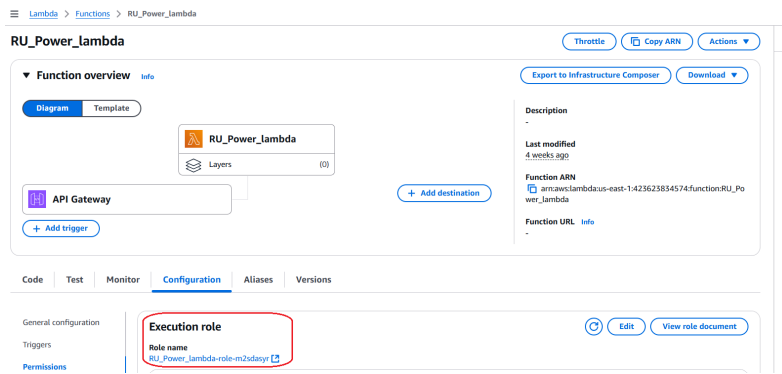 Lambda > Functions > RU_Power_lambda
RU_Power_lambda
Throttle
Copy ARN
Actions
Function overview Info
Export to Infrastructure Composer
Download
Diagram
Template
RU_Power_lambda
Layers (0)
API Gateway
+ Add destination
+ Add trigger
Description
-
Last modified
4 weeks ago
Function ARN
arn:aws:lambda:us-east-1:423623834574:function:RU_Po
wer_lambda
Function URL Info
-
Code Test Monitor Configuration Aliases Versions
General configuration
Triggers
Permissions
Execution role
Edit
View role document
Role name
RU_Power_lambda-role-m2sdasyr